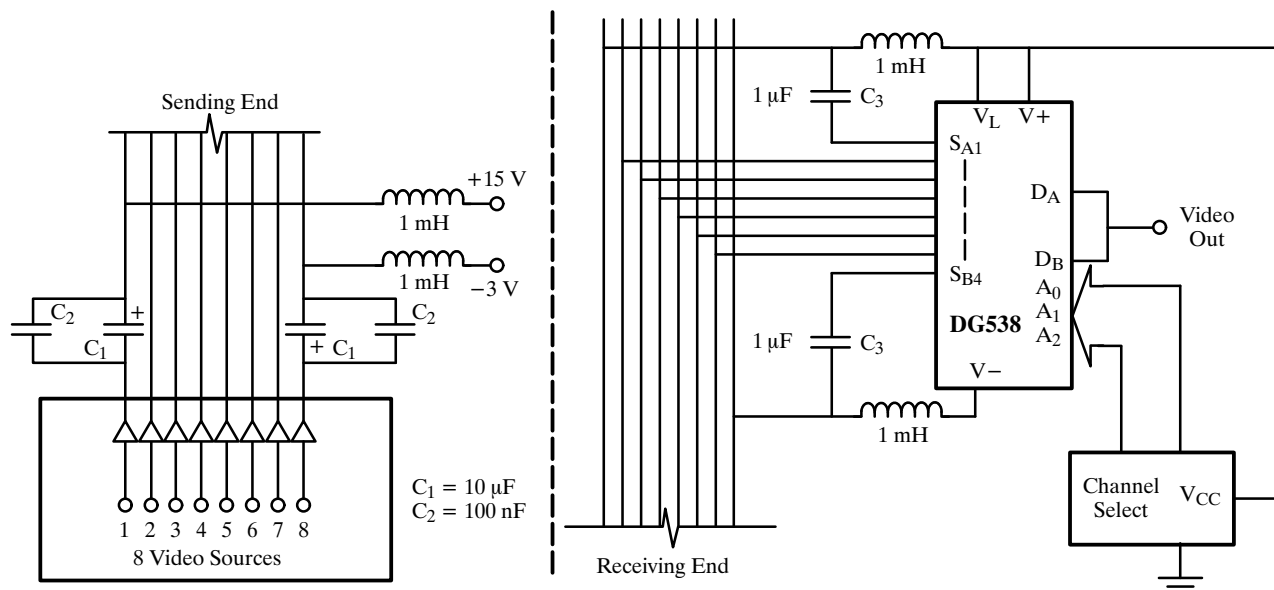 Sending End
+15 V
1 mH
1 mH
−3 V
C2
+
C1
C2
+ C1
C1 = 10 µF
C2 = 100 nF
1 2 3 4 5 6 7 8
8 Video Sources
1 mH
1 µF
C3
VL
V+
SA1
DA
Video
Out
DB
SB4
A0
A1
A2
DG538
1 µF
C3
V−
1 mH
Channel
Select
VCC
Receiving End